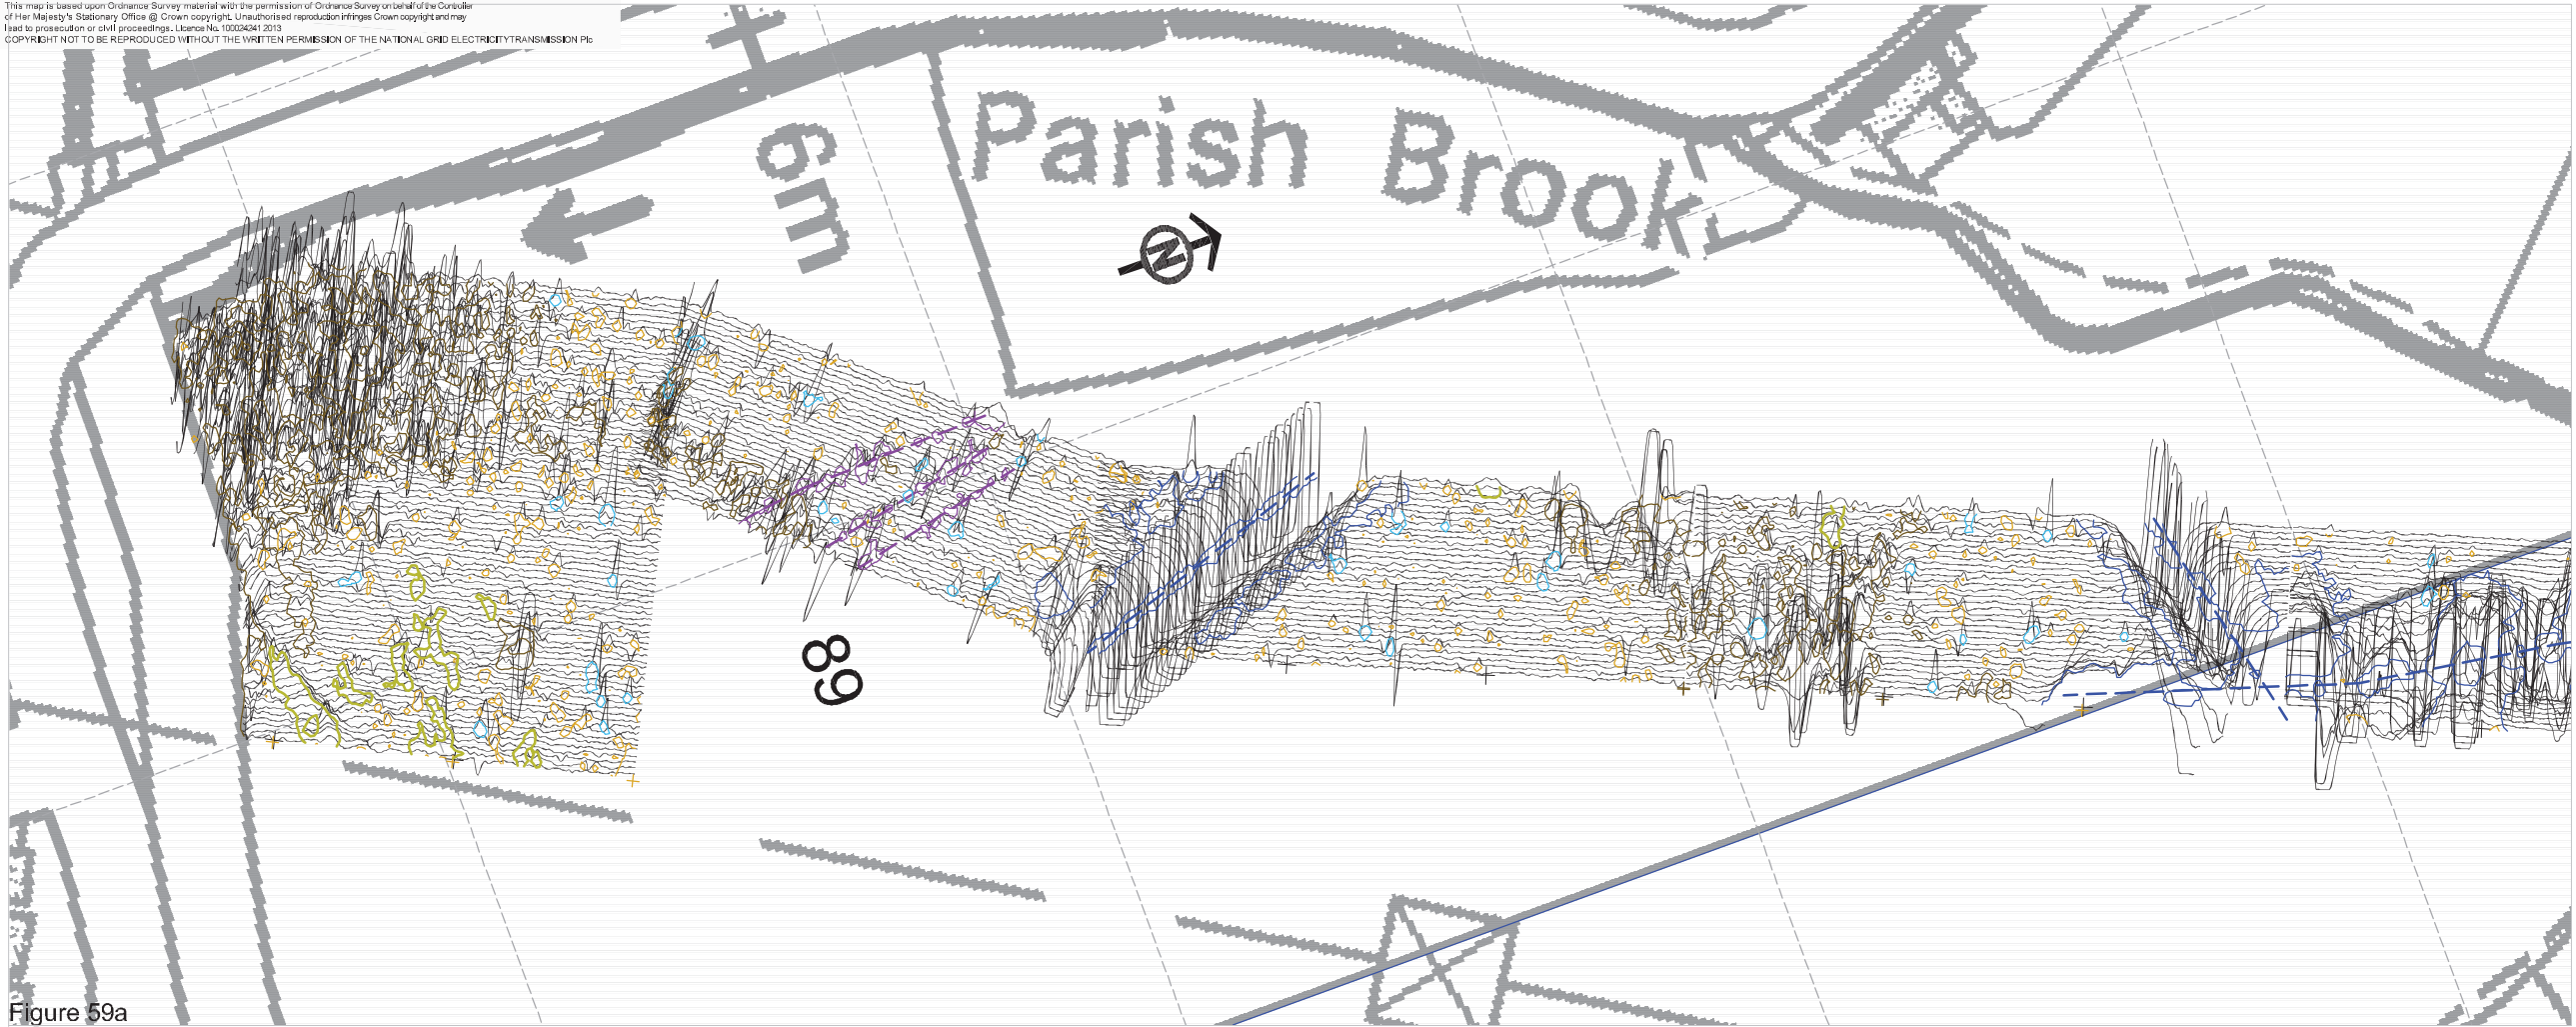 This map is based upon Ordnance Survey material with the permission of Ordnance Survey on behalf of the Controller
of Her Majesty's Stationary Office @ Crown copyright. Unauthorised reproduction infringes Crown copyright and may
lead to prosecution or civil proceedings. Licence No. 100024241 2013
COPYRIGHT NOT TO BE REPRODUCED WITHOUT THE WRITTEN PERMISSION OF THE NATIONAL GRID ELECTRICITY TRANSMISSION Plc
Parish Brook
6m
N
89
Figure 59a